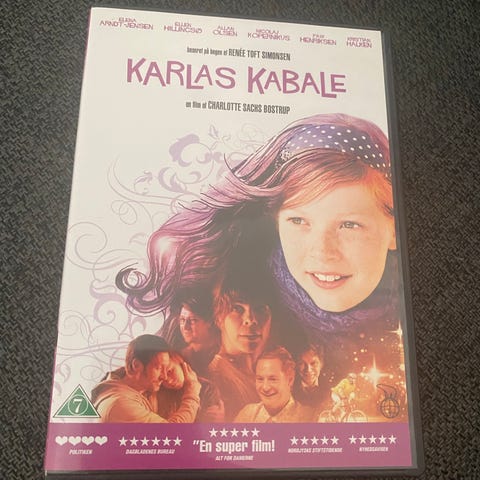 ELENA ARNDT-JENSEN
ELLEN HILLINGSØ
ALLAN OLSEN
NICOLAJ KOPERNIKUS
KRISTIAN HALKEN
baseret på bogen af RENÉE TOFT SIMONSEN
KARLAS KABALE
en film af CHARLOTTE SACHS BOSTRUP
7
POLITIKEN
DAGBLADENES BUREAU
"En super film!
ALT FOR DAMERNE
NORDJYSKE STIFTSTIDENDE
NYHEDSAVISEN